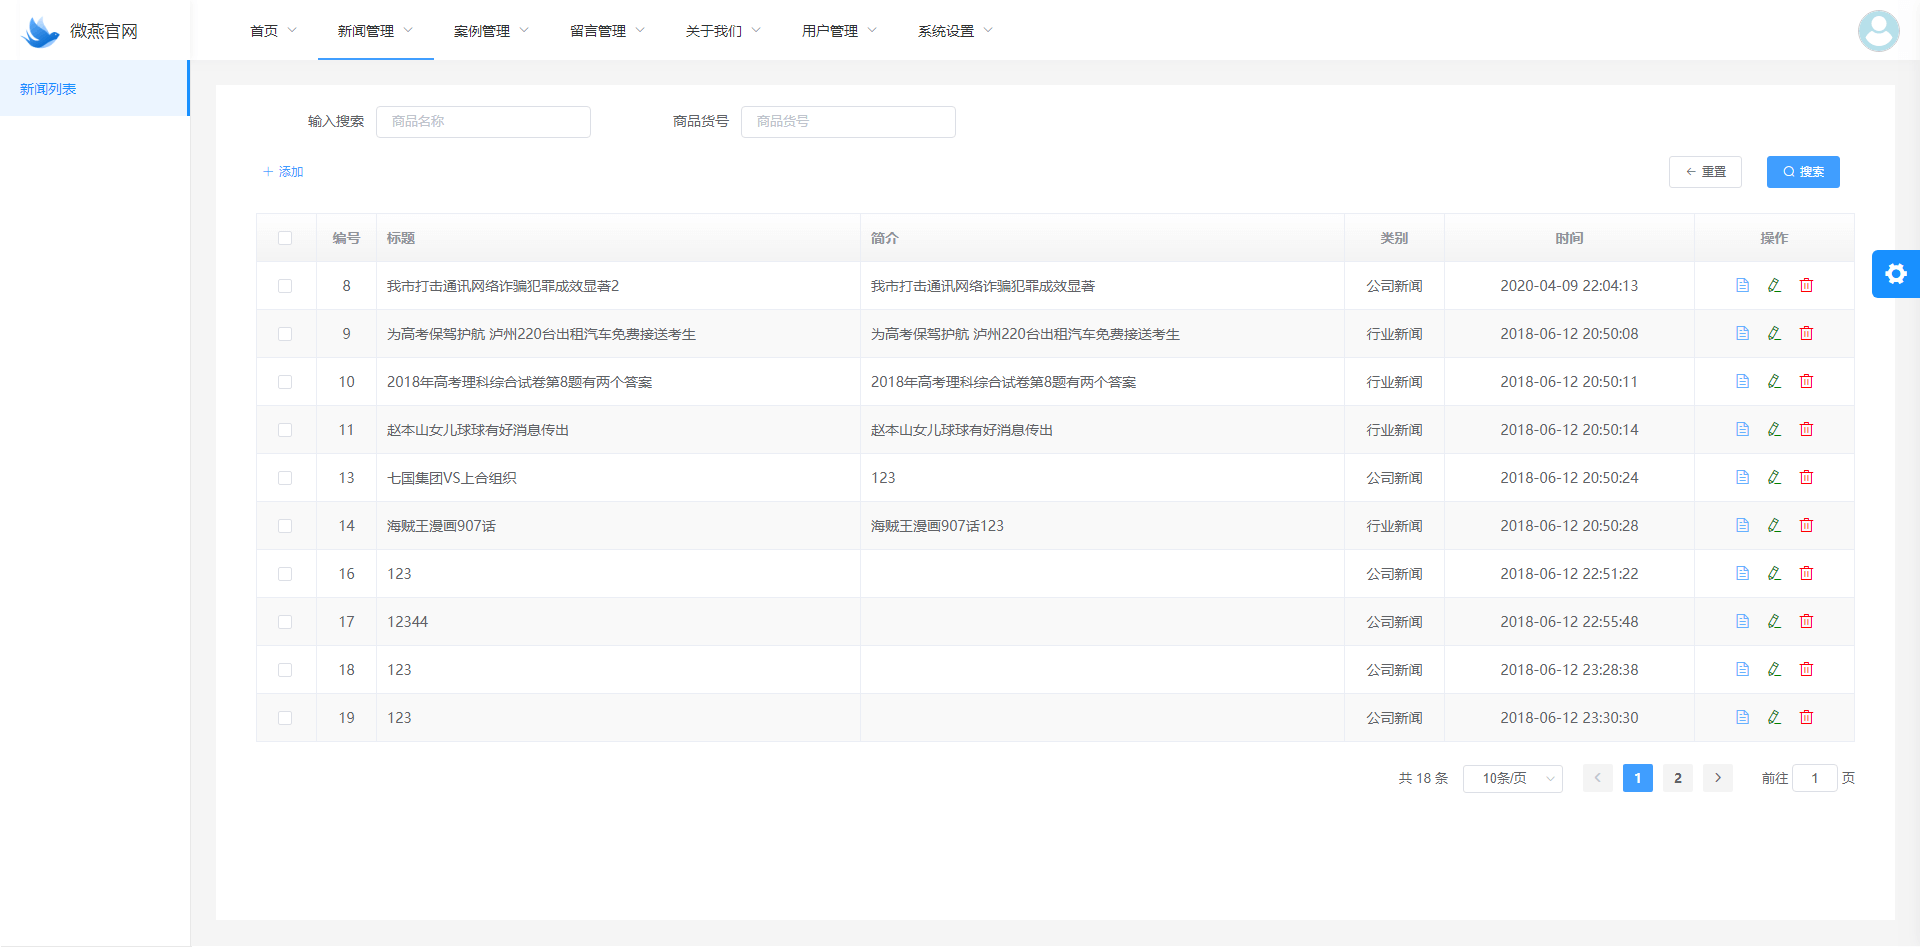 微燕官网 首页 新闻管理 案例管理 留言管理 关于我们 用户管理 系统设置
新闻列表
输入搜索 商品名称 商品货号 商品货号
添加 重置 搜索
编号 标题 简介 类别 时间 操作
8 我市打击通讯网络诈骗犯罪成效显著2 我市打击通讯网络诈骗犯罪成效显著 公司新闻 2020-04-09 22:04:13
9 为高考保驾护航 泸州220台出租汽车免费接送考生 为高考保驾护航 泸州220台出租汽车免费接送考生 行业新闻 2018-06-12 20:50:08
10 2018年高考理科综合试卷第8题有两个答案 2018年高考理科综合试卷第8题有两个答案 行业新闻 2018-06-12 20:50:11
11 赵本山女儿球球有好消息传出 赵本山女儿球球有好消息传出 行业新闻 2018-06-12 20:50:14
13 七国集团VS上合组织 123 公司新闻 2018-06-12 20:50:24
14 海贼王漫画907话 海贼王漫画907话123 行业新闻 2018-06-12 20:50:28
16 123 公司新闻 2018-06-12 22:51:22
17 12344 公司新闻 2018-06-12 22:55:48
18 123 公司新闻 2018-06-12 23:28:38
19 123 公司新闻 2018-06-12 23:30:30
共 18 条 10条/页 1 2 前往 1 页